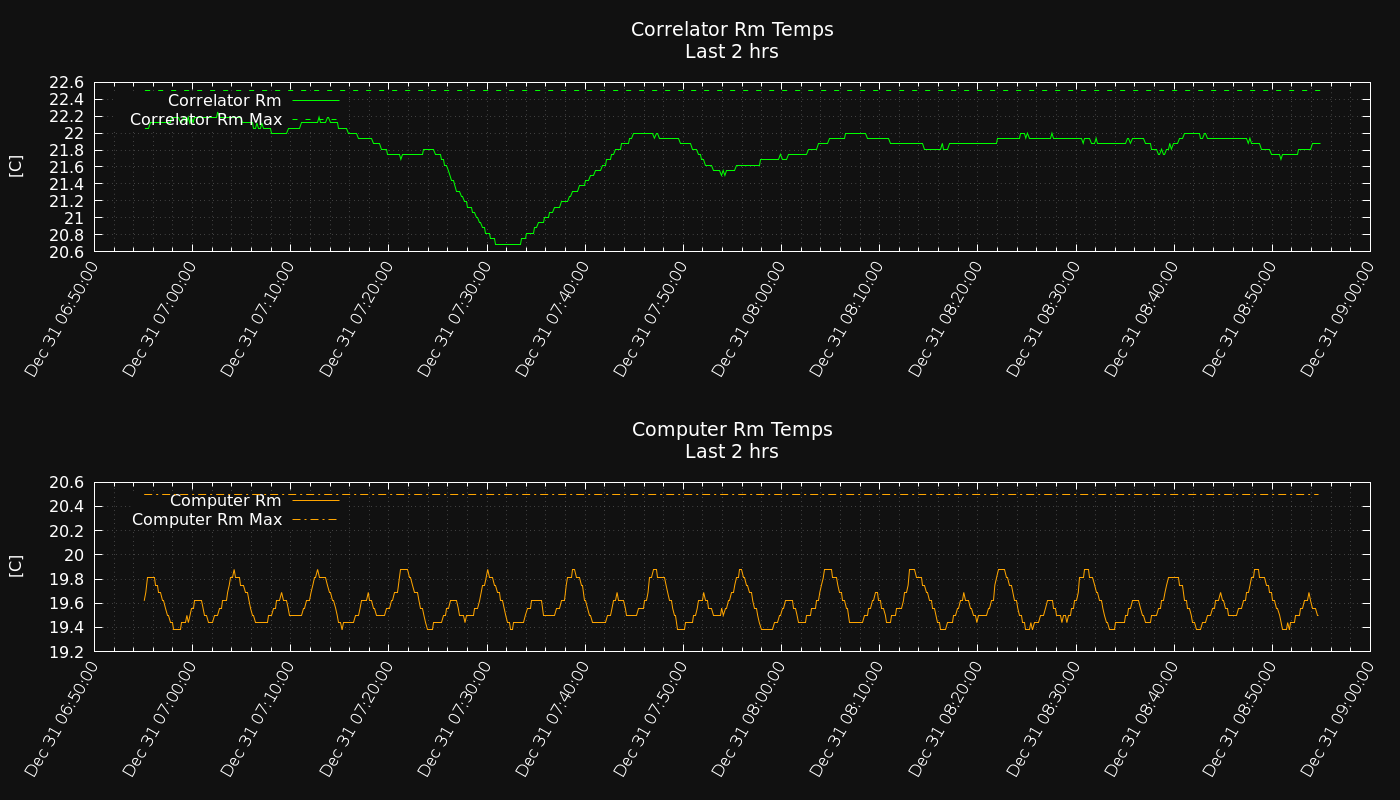 Correlator Rm Temps
Last 2 hrs
22.6
22.4
22.2
22
21.8
21.6
21.4
21.2
21
20.8
20.6
[C]
Correlator Rm
Correlator Rm Max
Dec 31 06:50:00
Dec 31 07:00:00
Dec 31 07:10:00
Dec 31 07:20:00
Dec 31 07:30:00
Dec 31 07:40:00
Dec 31 07:50:00
Dec 31 08:00:00
Dec 31 08:10:00
Dec 31 08:20:00
Dec 31 08:30:00
Dec 31 08:40:00
Dec 31 08:50:00
Dec 31 09:00:00
Computer Rm Temps
Last 2 hrs
20.6
20.4
20.2
20
19.8
19.6
19.4
19.2
[C]
Computer Rm
Computer Rm Max
Dec 31 06:50:00
Dec 31 07:00:00
Dec 31 07:10:00
Dec 31 07:20:00
Dec 31 07:30:00
Dec 31 07:40:00
Dec 31 07:50:00
Dec 31 08:00:00
Dec 31 08:10:00
Dec 31 08:20:00
Dec 31 08:30:00
Dec 31 08:40:00
Dec 31 08:50:00
Dec 31 09:00:00